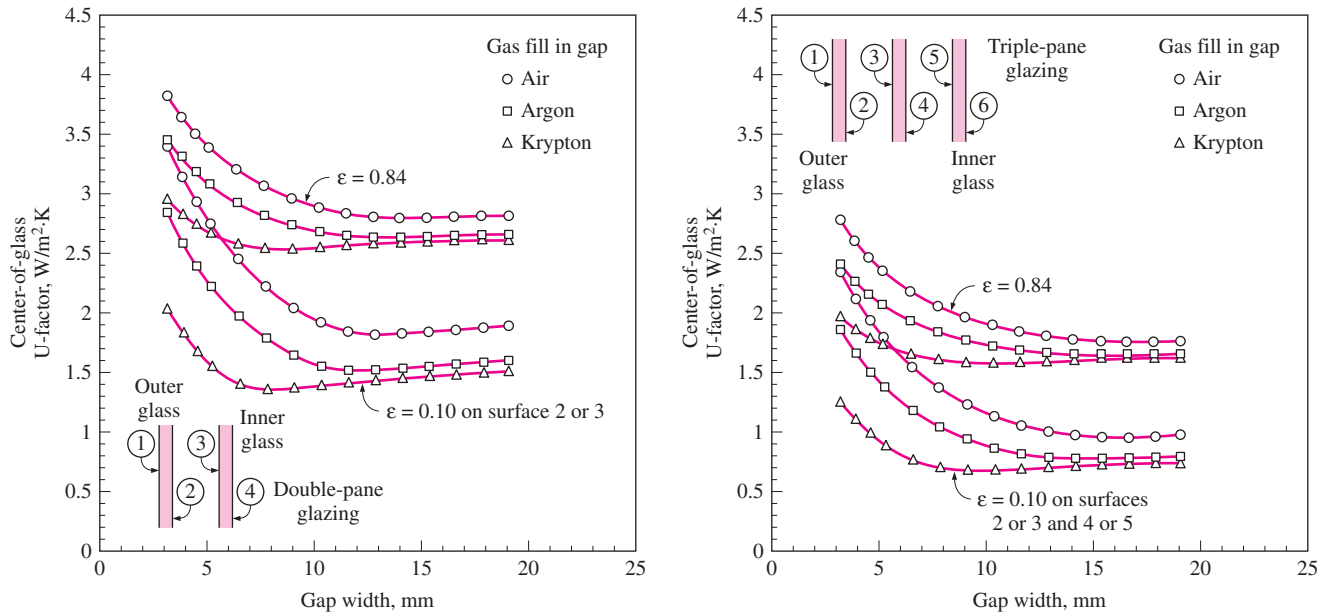 4.5
4
3.5
3
2.5
2
1.5
1
0.5
0
0
5
10
15
20
25
Center-of-glass
U-factor, W/m²·K
Gap width, mm
Gas fill in gap
Air
Argon
Krypton
ε = 0.84
ε = 0.10 on surface 2 or 3
Outer
glass
Inner
glass
1
3
2
4
Double-pane
glazing
4.5
4
3.5
3
2.5
2
1.5
1
0.5
0
0
5
10
15
20
25
Center-of-glass
U-factor, W/m²·K
Gap width, mm
1
3
5
2
4
6
Triple-pane
glazing
Outer
glass
Inner
glass
Gas fill in gap
Air
Argon
Krypton
ε = 0.84
ε = 0.10 on surfaces
2 or 3 and 4 or 5